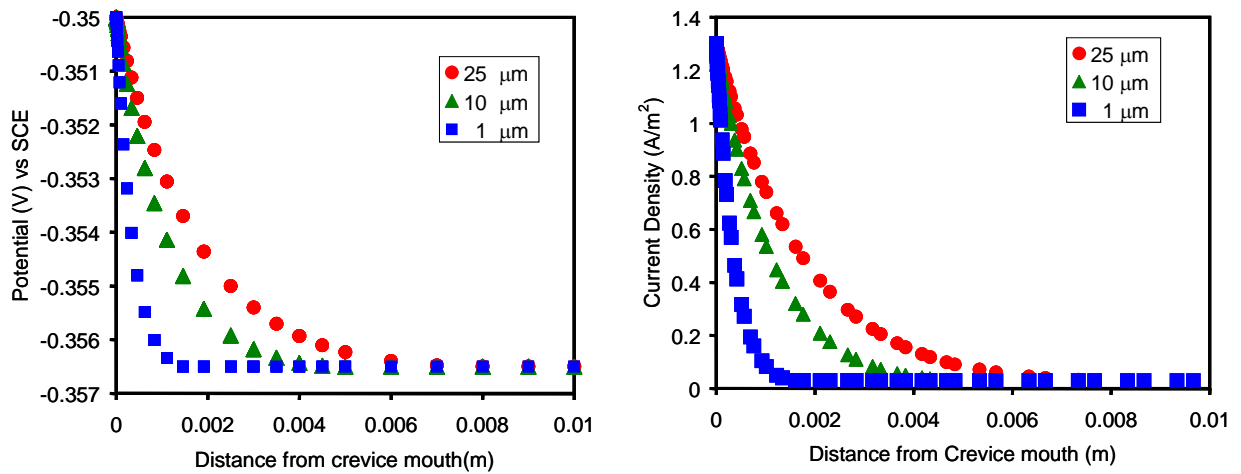 Potential (V) vs SCE
-0.35
-0.351
-0.352
-0.353
-0.354
-0.355
-0.356
-0.357
0
0.002
0.004
0.006
0.008
0.01
Distance from crevice mouth(m)
25 μm
10 μm
1 μm
Current Density (A/m²)
1.4
1.2
1
0.8
0.6
0.4
0.2
0
0
0.002
0.004
0.006
0.008
0.01
Distance from Crevice mouth (m)
25 μm
10 μm
1 μm